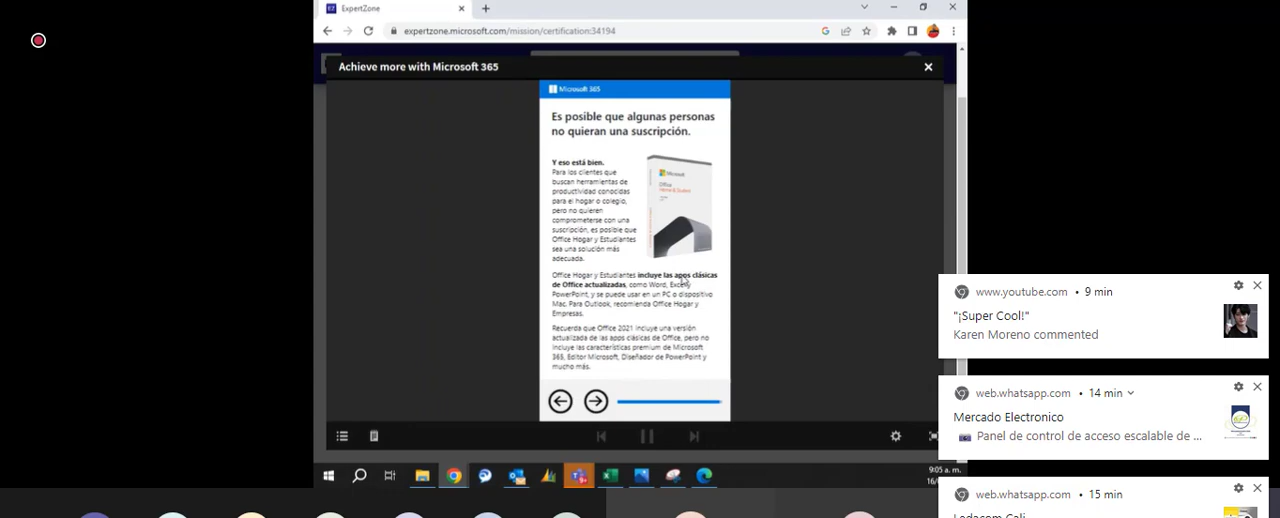 ExpertZone
expertzone.microsoft.com/mission/certification:34194
Achieve more with Microsoft 365
Microsoft 365
Es posible que algunas personas
no quieran una suscripción.
Y eso está bien.
Para los clientes que
buscan herramientas de
productividad conocidas
para el hogar o colegio,
pero no quieren
comprometerse con una
suscripción, es posible que
Office Hogar y Estudiantes
sea una solución más
adecuada.
Microsoft
Office
Office Hogar y Estudiantes incluye las apps clásicas
de Office actualizadas, como Word, Excel y
PowerPoint, y se puede usar en un PC o dispositivo
Mac. Para Outlook, recomienda Office Hogar y
Empresas.
Recuerda que Office 2021 incluye una versión
actualizada de las apps clásicas de Office, pero no
incluye las características premium de Microsoft
365, Editor Microsoft, Diseñador de PowerPoint y
mucho más.
9:05 a. m.
www.youtube.com • 9 min
"¡Super Cool!"
Karen Moreno commented
web.whatsapp.com • 14 min
Mercado Electronico
Panel de control de acceso escalable de ...
web.whatsapp.com • 15 min